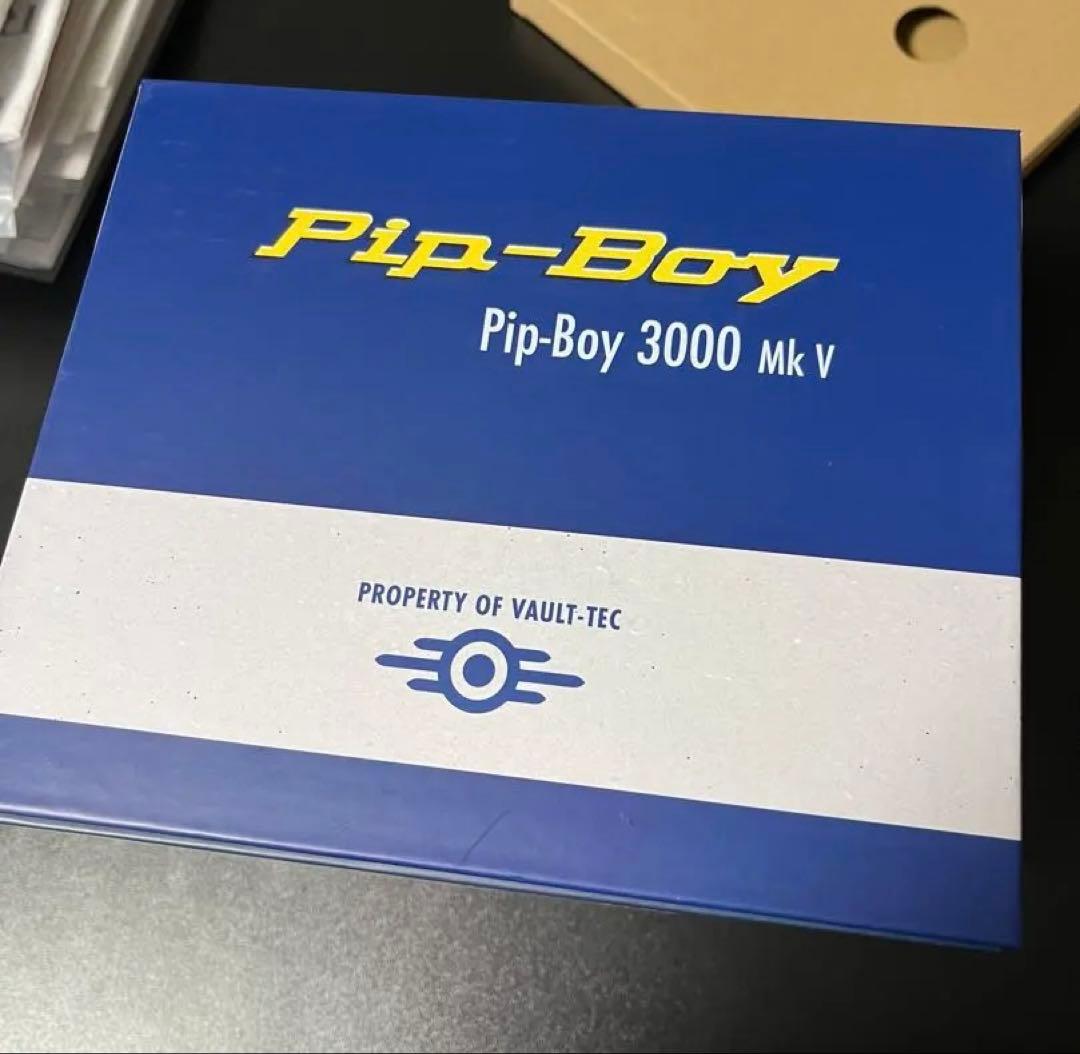 Pip-Boy
Pip-Boy 3000 Mk V
PROPERTY OF VAULT-TEC